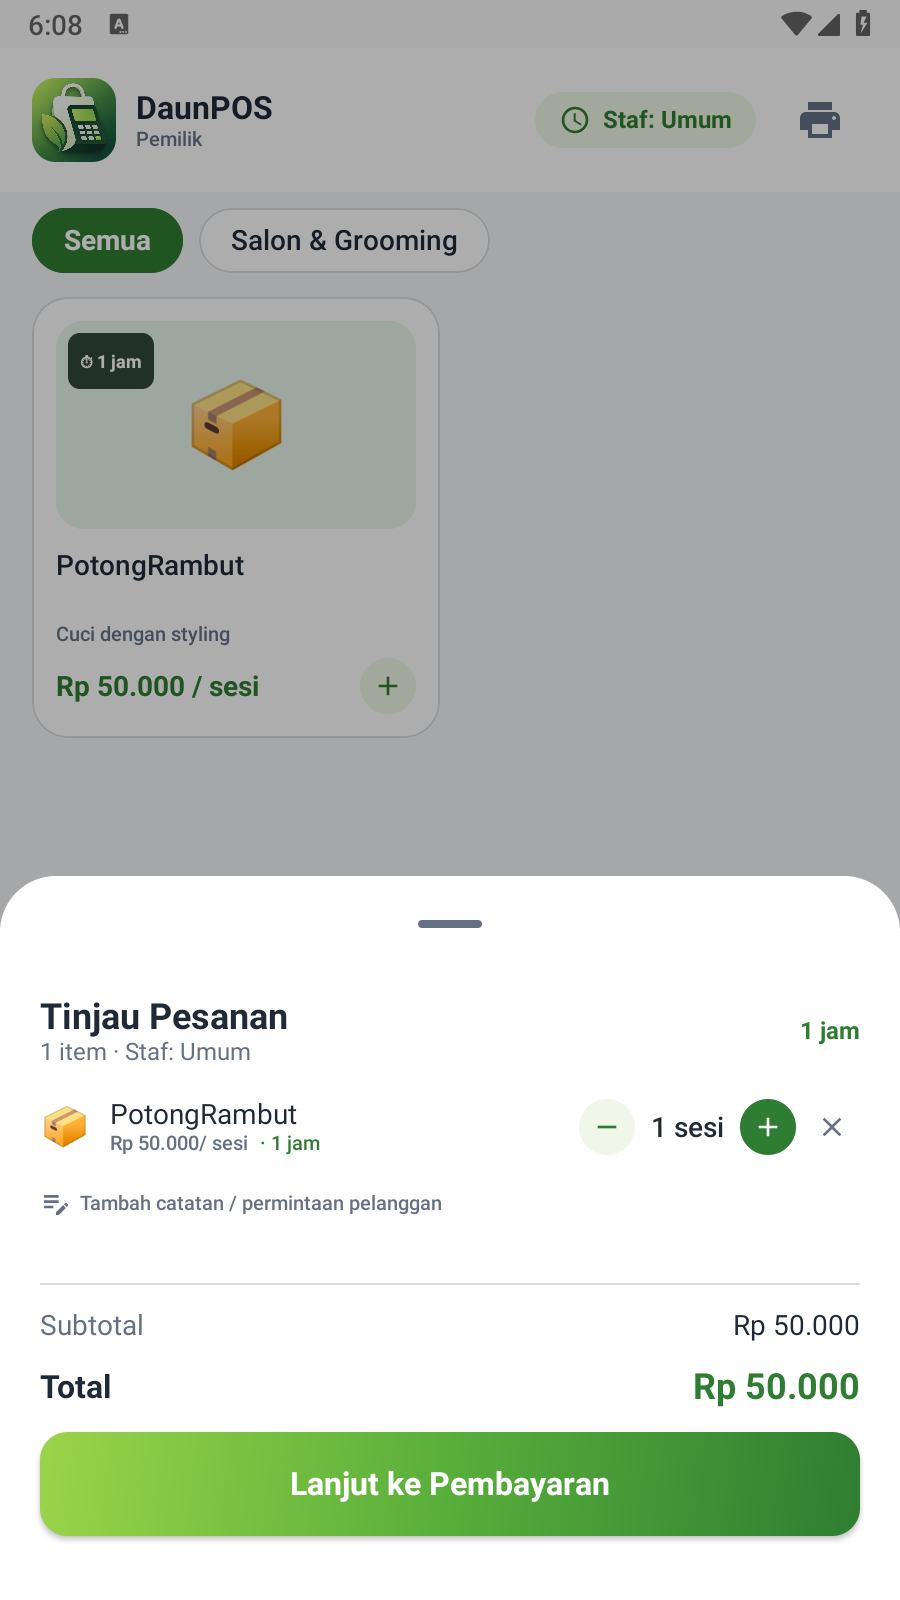 6:08
A
DaunPOS
Pemilik
Staf: Umum
Semua
Salon & Grooming
⏱ 1 jam
PotongRambut
Cuci dengan styling
Rp 50.000 / sesi
+
Tinjau Pesanan
1 item · Staf: Umum
1 jam
PotongRambut
Rp 50.000/ sesi · 1 jam
− 1 sesi + ×
Tambah catatan / permintaan pelanggan
Subtotal
Rp 50.000
Total
Rp 50.000
Lanjut ke Pembayaran